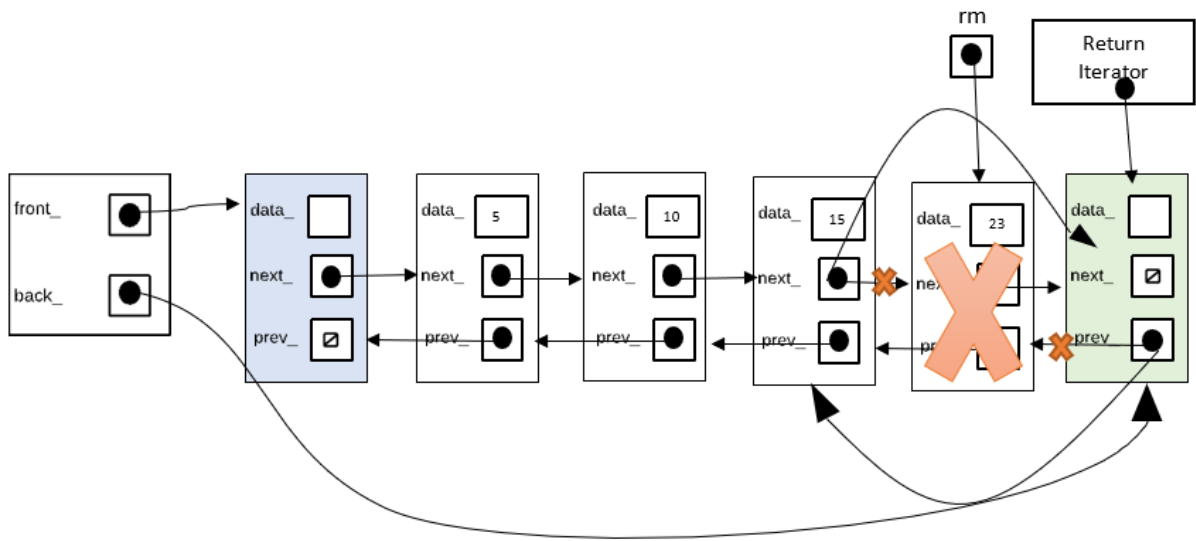 rm
Return
Iterator
front_
back_
data_
next_
prev_
data_
5
next_
prev_
data_
10
next_
prev_
data_
15
next_
prev_
data_
23
data_
next_
prev_